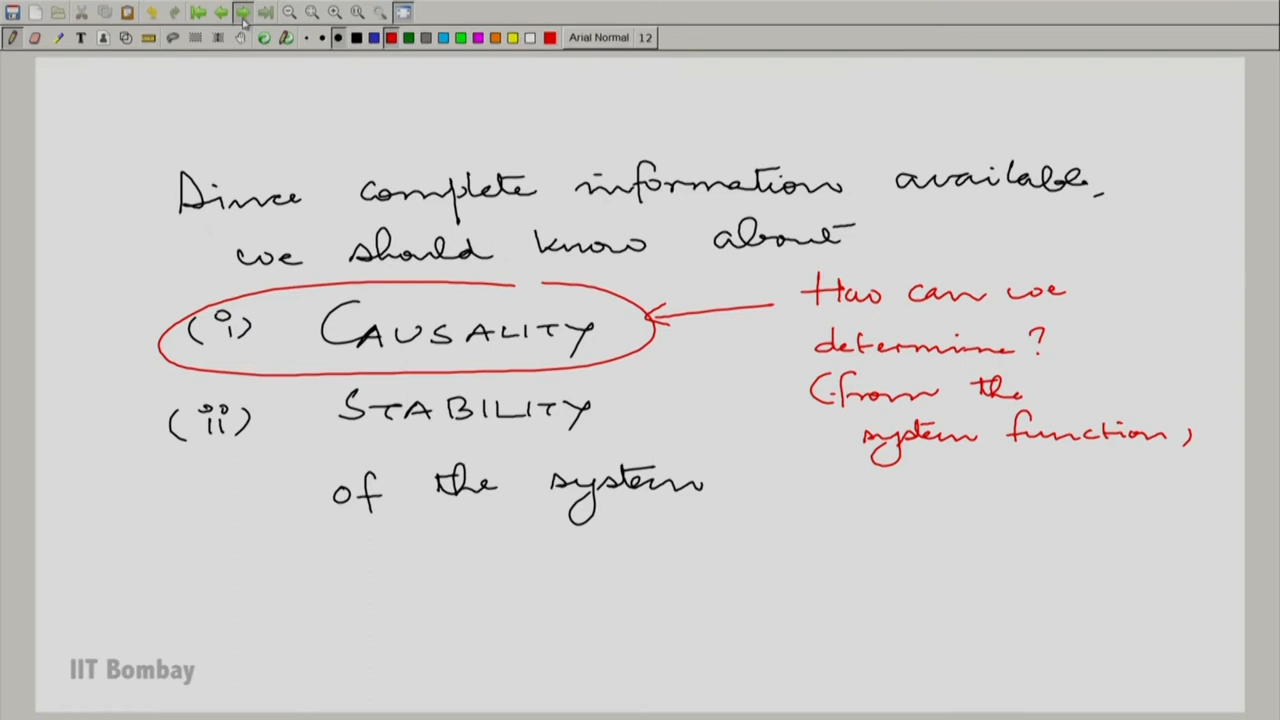 Arial Normal 12
Since complete information available,
we should know about
(i) CAUSALITY
(ii) STABILITY
of the system
How can we
determine?
(from the
system function)
IIT Bombay